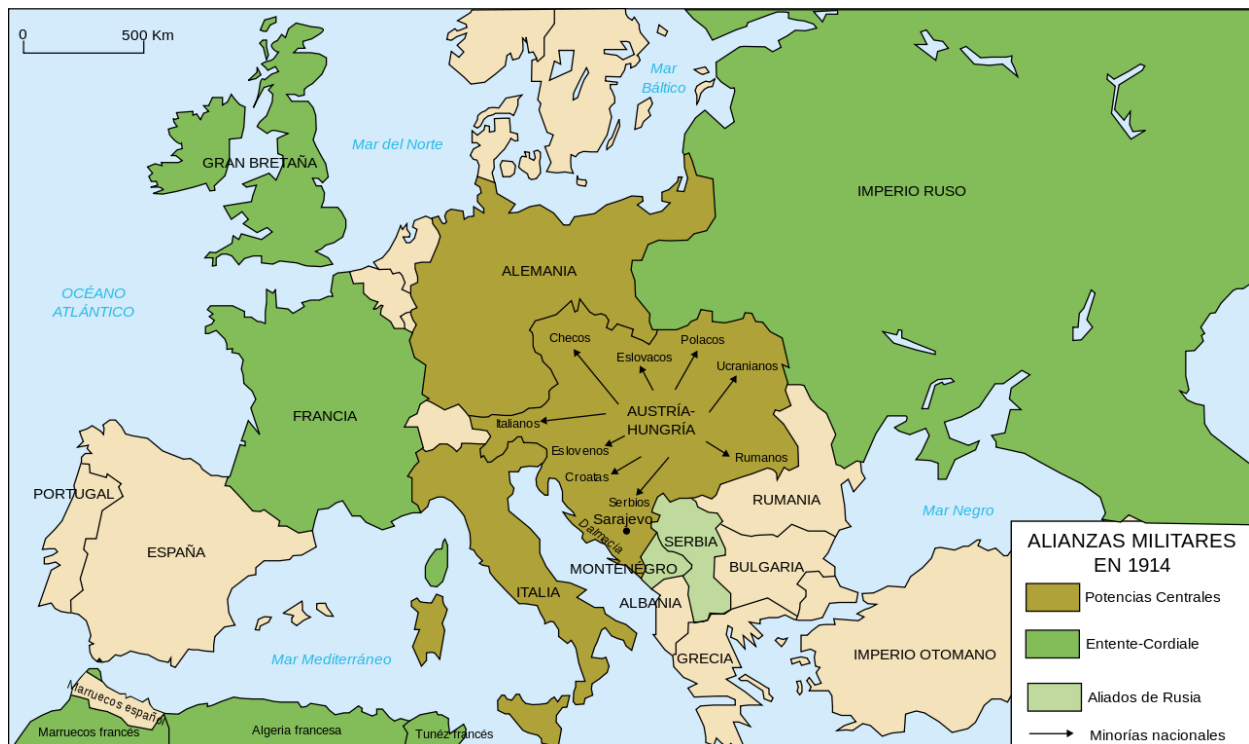 0 500 Km
Mar
Báltico
Mar del Norte
GRAN BRETAÑA
IMPERIO RUSO
ALEMANIA
OCÉANO
ATLÁNTICO
Checos
Eslovacos
Polacos
Ucranianos
FRANCIA
AUSTRÍA-
HUNGRÍA
Italianos
Eslovenos
Rumanos
Croatas
Serbios
Sarajevo
Dalmacia
PORTUGAL
ESPAÑA
RUMANIA
Mar Negro
SERBIA
MONTENEGRO
BULGARIA
ITALIA
ALBANIA
Mar Mediterráneo
GRECIA
IMPERIO OTOMANO
Marruecos español
Marruecos francés
Algeria francesa
Tunéz francés
ALIANZAS MILITARES
EN 1914
Potencias Centrales
Entente-Cordiale
Aliados de Rusia
Minorías nacionales